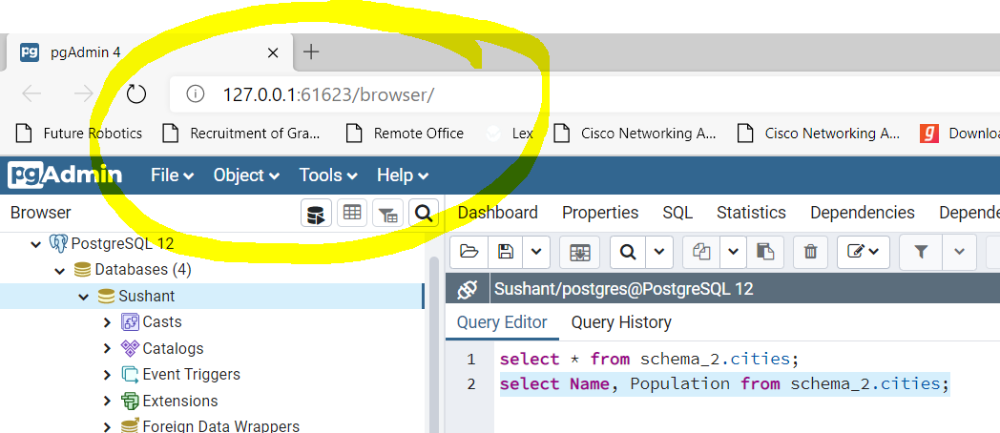 pg pgAdmin 4
127.0.0.1:61623/browser/
Future Robotics Recruitment of Gra... Remote Office Lex Cisco Networking A... Cisco Networking A... Downloa
pgAdmin File Object Tools Help
Browser Dashboard Properties SQL Statistics Dependencies Depende
PostgreSQL 12
Databases (4)
Sushant Sushant/postgres@PostgreSQL 12
Casts Query Editor Query History
Catalogs 1 select * from schema_2.cities;
Event Triggers 2 select Name, Population from schema_2.cities;
Extensions
Foreign Data Wrappers